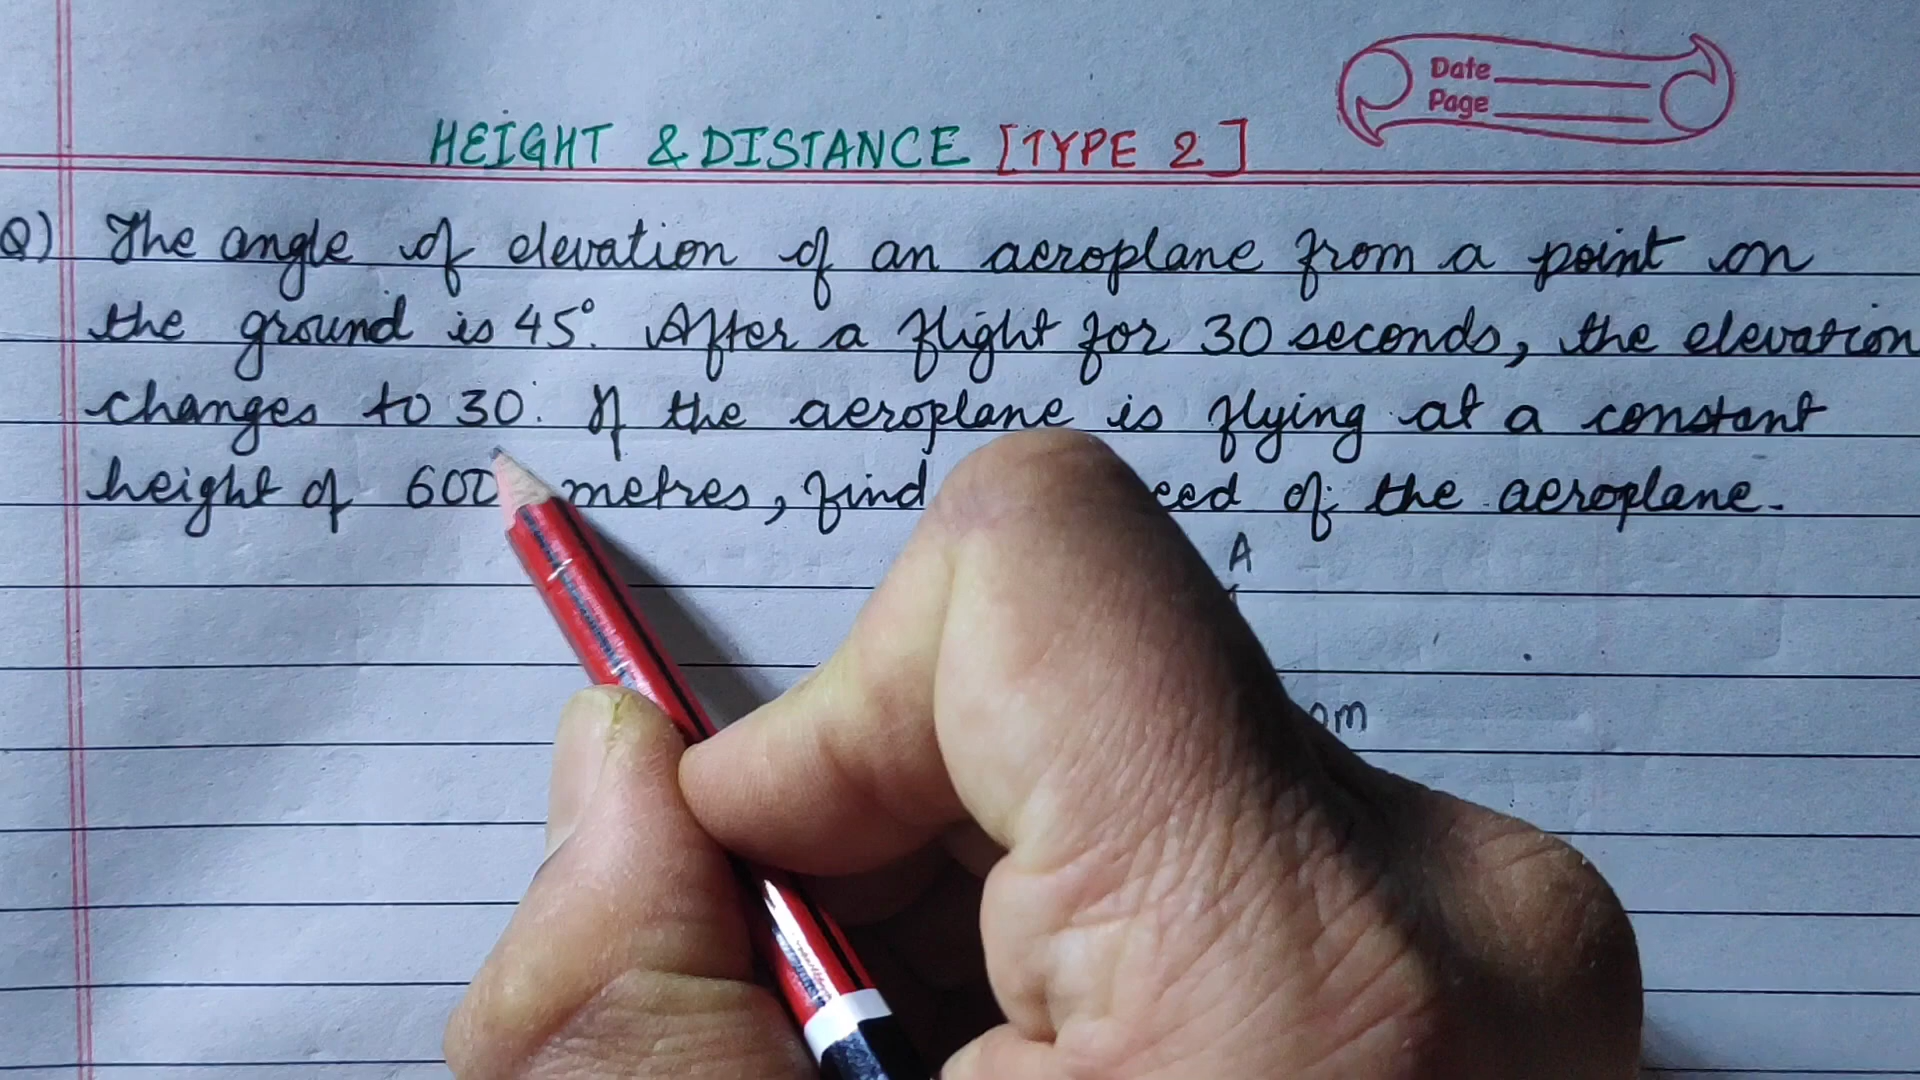 Date
Page
HEIGHT & DISTANCE [TYPE 2]
Q) The angle of elevation of an aeroplane from a point on
the ground is 45°. After a flight for 30 seconds, the elevation
changes to 30°. If the aeroplane is flying at a constant
height of 600 metres, find of the aeroplane.
A
m